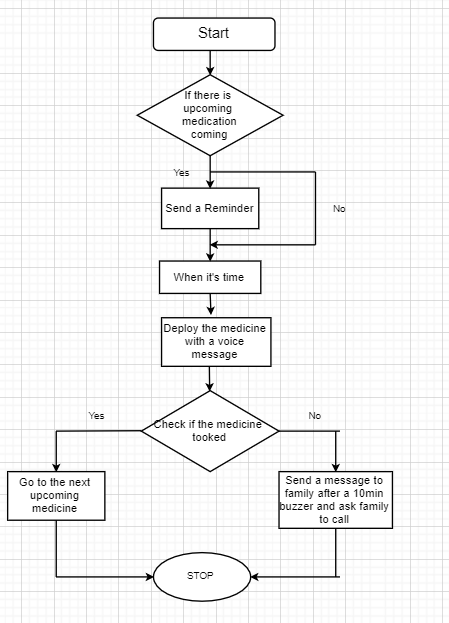 Start
If there is
upcoming
medication
coming
Yes
Send a Reminder
No
When it's time
Deploy the medicine
with a voice
message
Yes
Check if the medicine
tooked
No
Go to the next
upcoming
medicine
Send a message to
family after a 10min
buzzer and ask family
to call
STOP